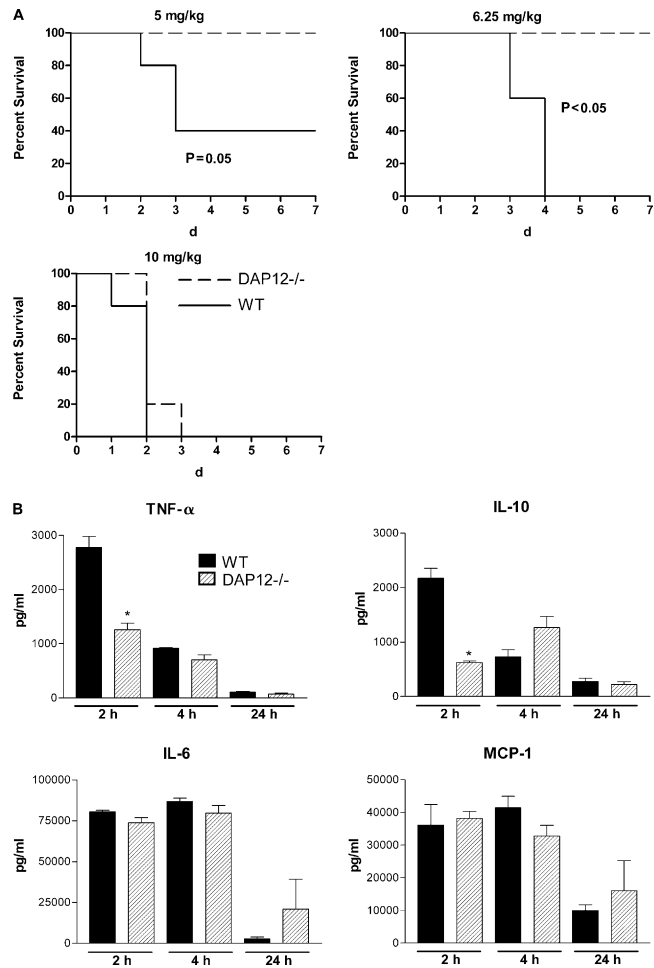 A
5 mg/kg
6.25 mg/kg
Percent Survival
100
80
60
40
20
0
P=0.05
0 1 2 3 4 5 6 7
d
Percent Survival
100
80
60
40
20
0
P<0.05
0 1 2 3 4 5 6 7
d
10 mg/kg
Percent Survival
100
80
60
40
20
0
DAP12-/-
WT
0 1 2 3 4 5 6 7
d
B
TNF-α
pg/ml
3000
2000
1000
0
WT
DAP12-/-
*
2 h 4 h 24 h
IL-10
pg/ml
3000
2000
1000
0
*
2 h 4 h 24 h
IL-6
pg/ml
100000
75000
50000
25000
0
2 h 4 h 24 h
MCP-1
pg/ml
50000
40000
30000
20000
10000
0
2 h 4 h 24 h